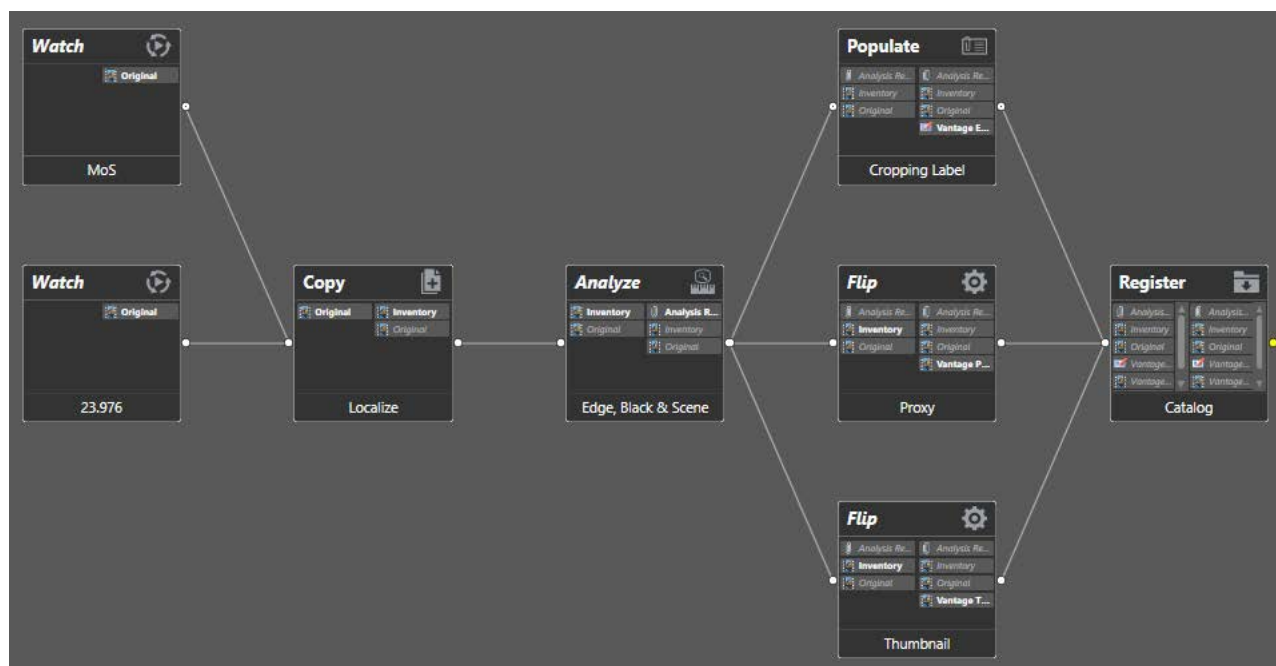 Watch
Original
MoS
Watch
Original
23.976
Copy
Original Inventory
Original
Localize
Analyze
Inventory Analysis R...
Original Inventory
Original
Edge, Black & Scene
Populate
Analysis Re... Analysis Re...
Inventory Inventory
Original Original
Vantage E...
Cropping Label
Flip
Analysis Re... Analysis Re...
Inventory Inventory
Original Original
Vantage P...
Proxy
Flip
Analysis Re... Analysis Re...
Inventory Inventory
Original Original
Vantage T...
Thumbnail
Register
Analysis... Analysis...
Inventory Inventory
Original Original
Vantage... Vantage...
Vantage... Vantage...
Catalog